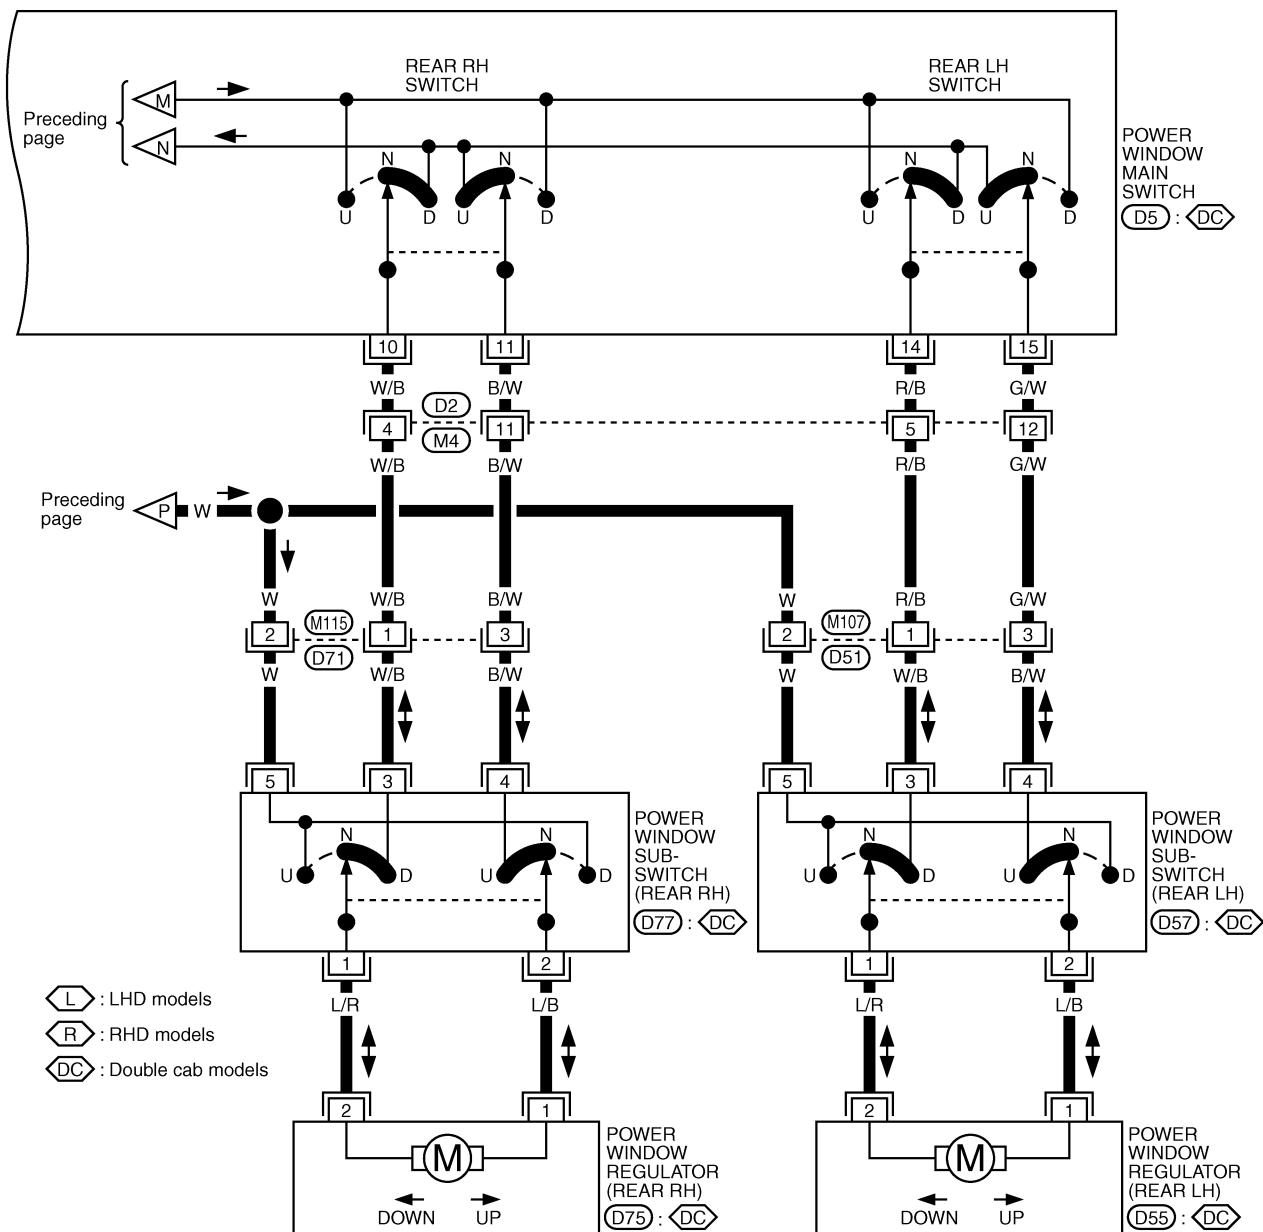 REAR RH
SWITCH
REAR LH
SWITCH
Preceding
page
M
N
POWER
WINDOW
MAIN
SWITCH
D5 : DC
N N N N
U D U D U D U D
10 11 14 15
W/B B/W R/B G/W
D2
4 11 5 12
M4
W/B B/W R/B G/W
Preceding
page
P W
W W/B B/W W R/B G/W
M115 M107
2 1 3 2 1 3
D71 D51
W W/B B/W W W/B B/W
5 3 4 5 3 4
N N N N
U D U D U D U D
POWER
WINDOW
SUB-
SWITCH
(REAR RH)
D77 : DC
POWER
WINDOW
SUB-
SWITCH
(REAR LH)
D57 : DC
1 2 1 2
L/R L/B L/R L/B
L : LHD models
R : RHD models
DC : Double cab models
2 1 2 1
M M
DOWN UP
POWER
WINDOW
REGULATOR
(REAR RH)
D75 : DC
DOWN UP
POWER
WINDOW
REGULATOR
(REAR LH)
D55 : DC